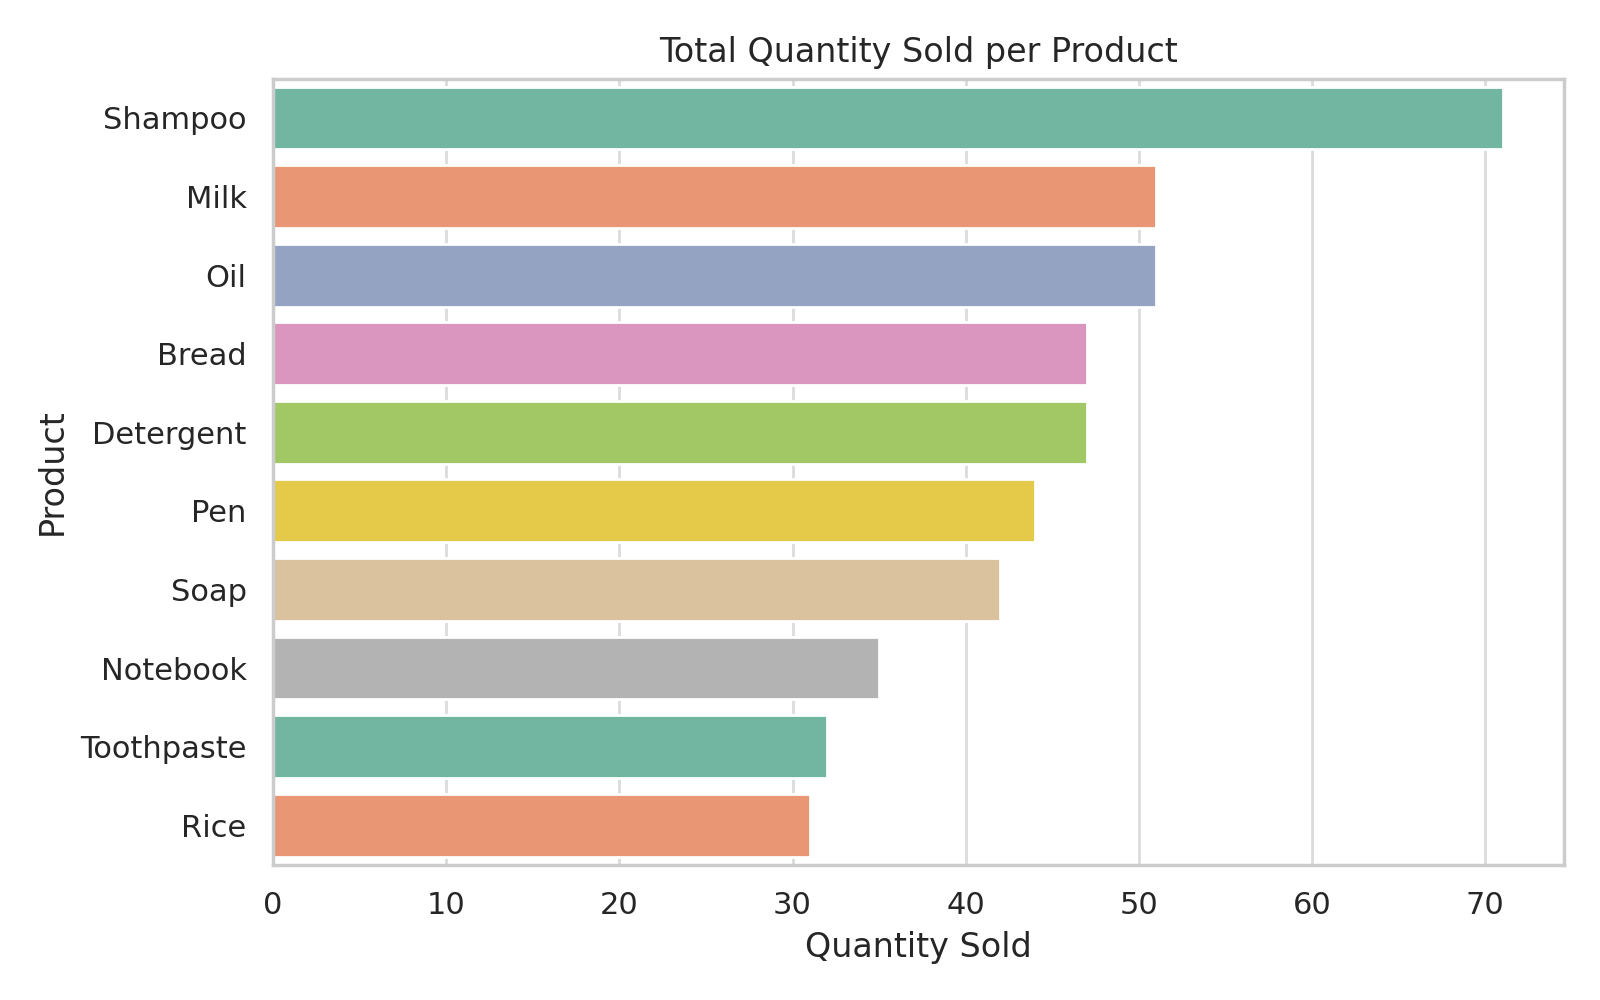 Total Quantity Sold per Product
Shampoo
Milk
Oil
Bread
Detergent
Pen
Soap
Notebook
Toothpaste
Rice
Product
0 10 20 30 40 50 60 70
Quantity Sold